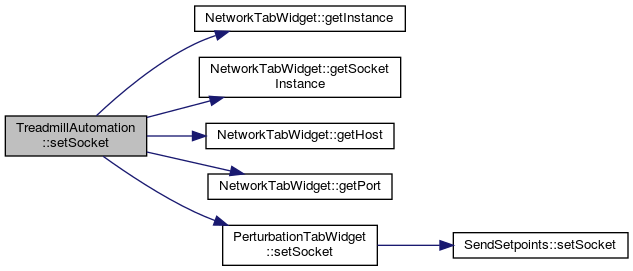 NetworkTabWidget::getInstance
NetworkTabWidget::getSocket
Instance
TreadmillAutomation
::setSocket
NetworkTabWidget::getHost
NetworkTabWidget::getPort
PerturbationTabWidget
::setSocket
SendSetpoints::setSocket